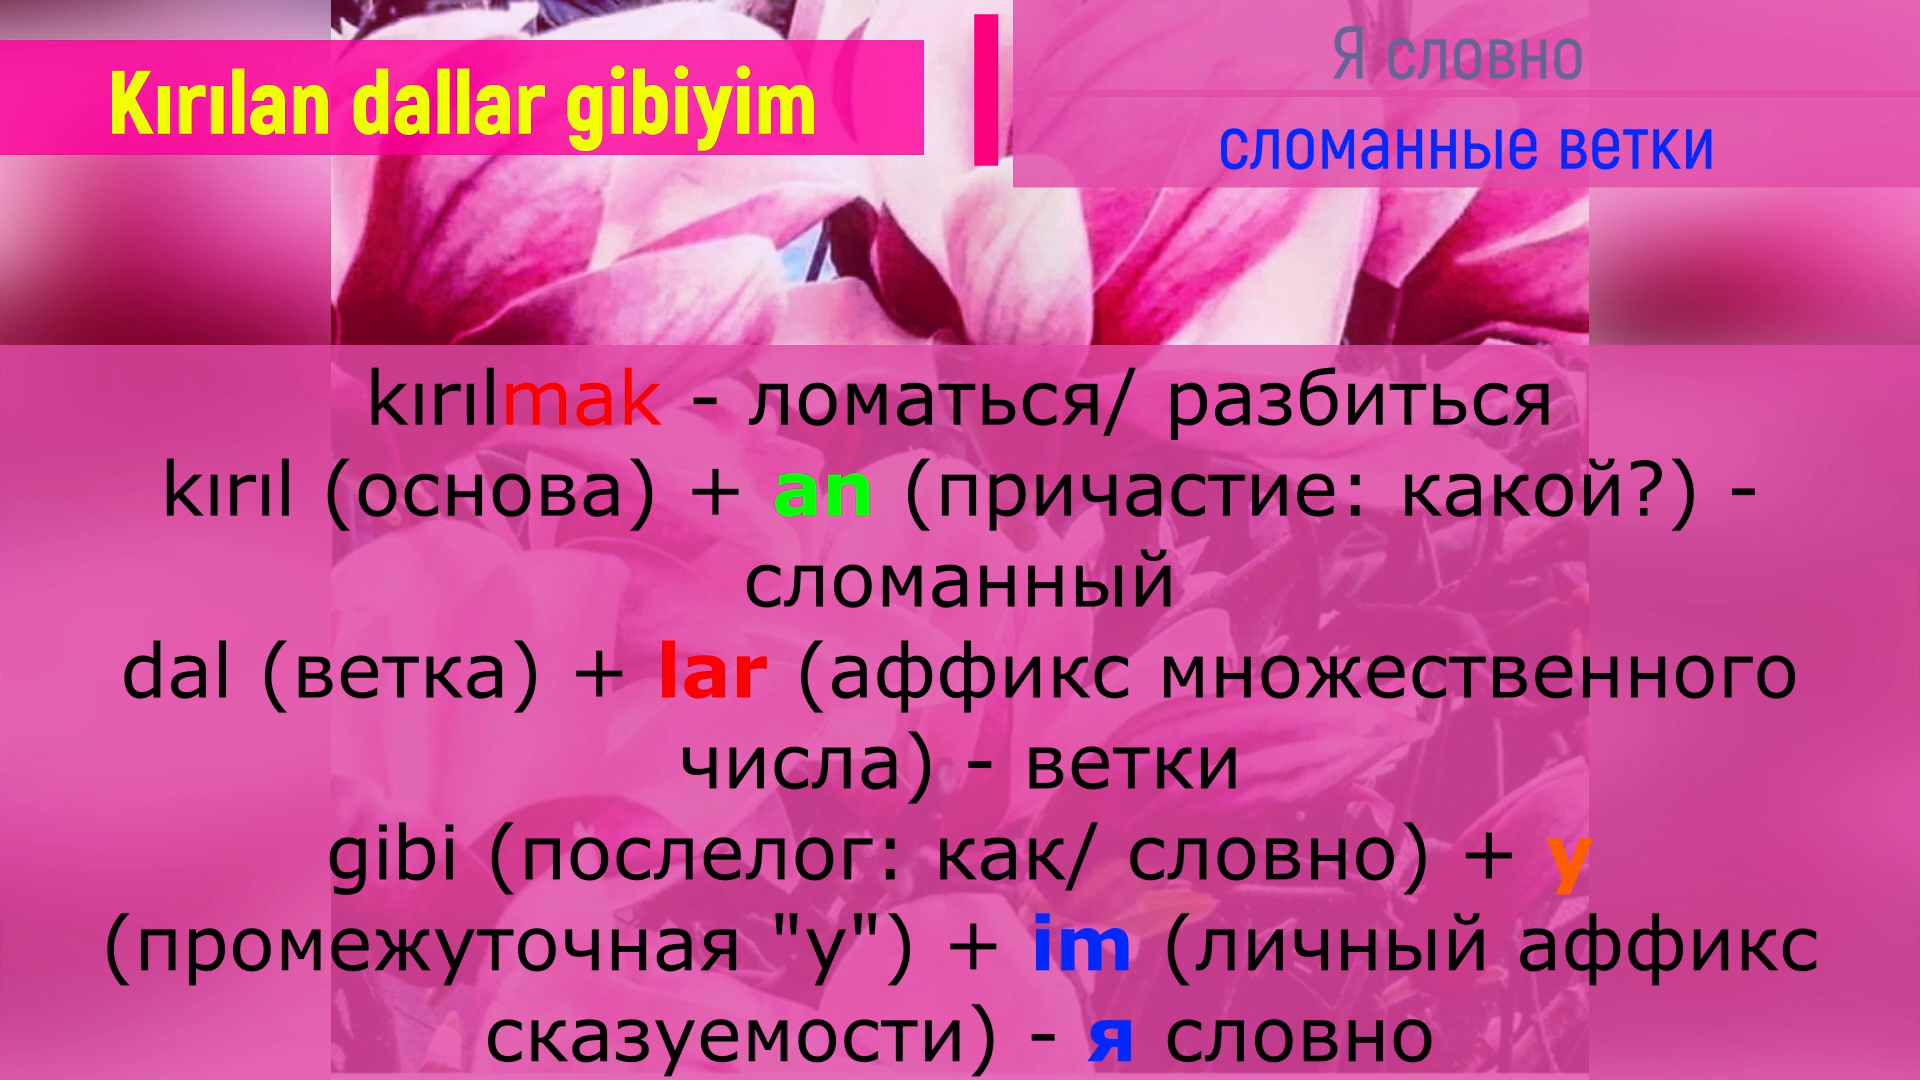 Kırılan dallar gibiyim
Я словно
сломанные ветки
kırılmak - ломаться/ разбиться
kırıl (основа) + an (причастие: какой?) -
сломанный
dal (ветка) + lar (аффикс множественного
числа) - ветки
gibi (послелог: как/ словно) + y
(промежуточная "y") + im (личный аффикс
сказуемости) - я словно